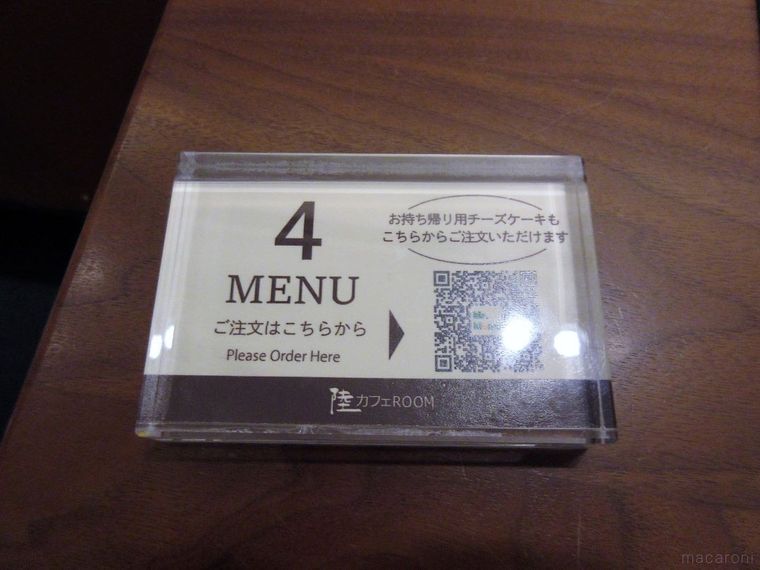 4
MENU
ご注文はこちらから
Please Order Here
お持ち帰り用チーズケーキも
こちらからご注文いただけます
陸カフェROOM
macaroni